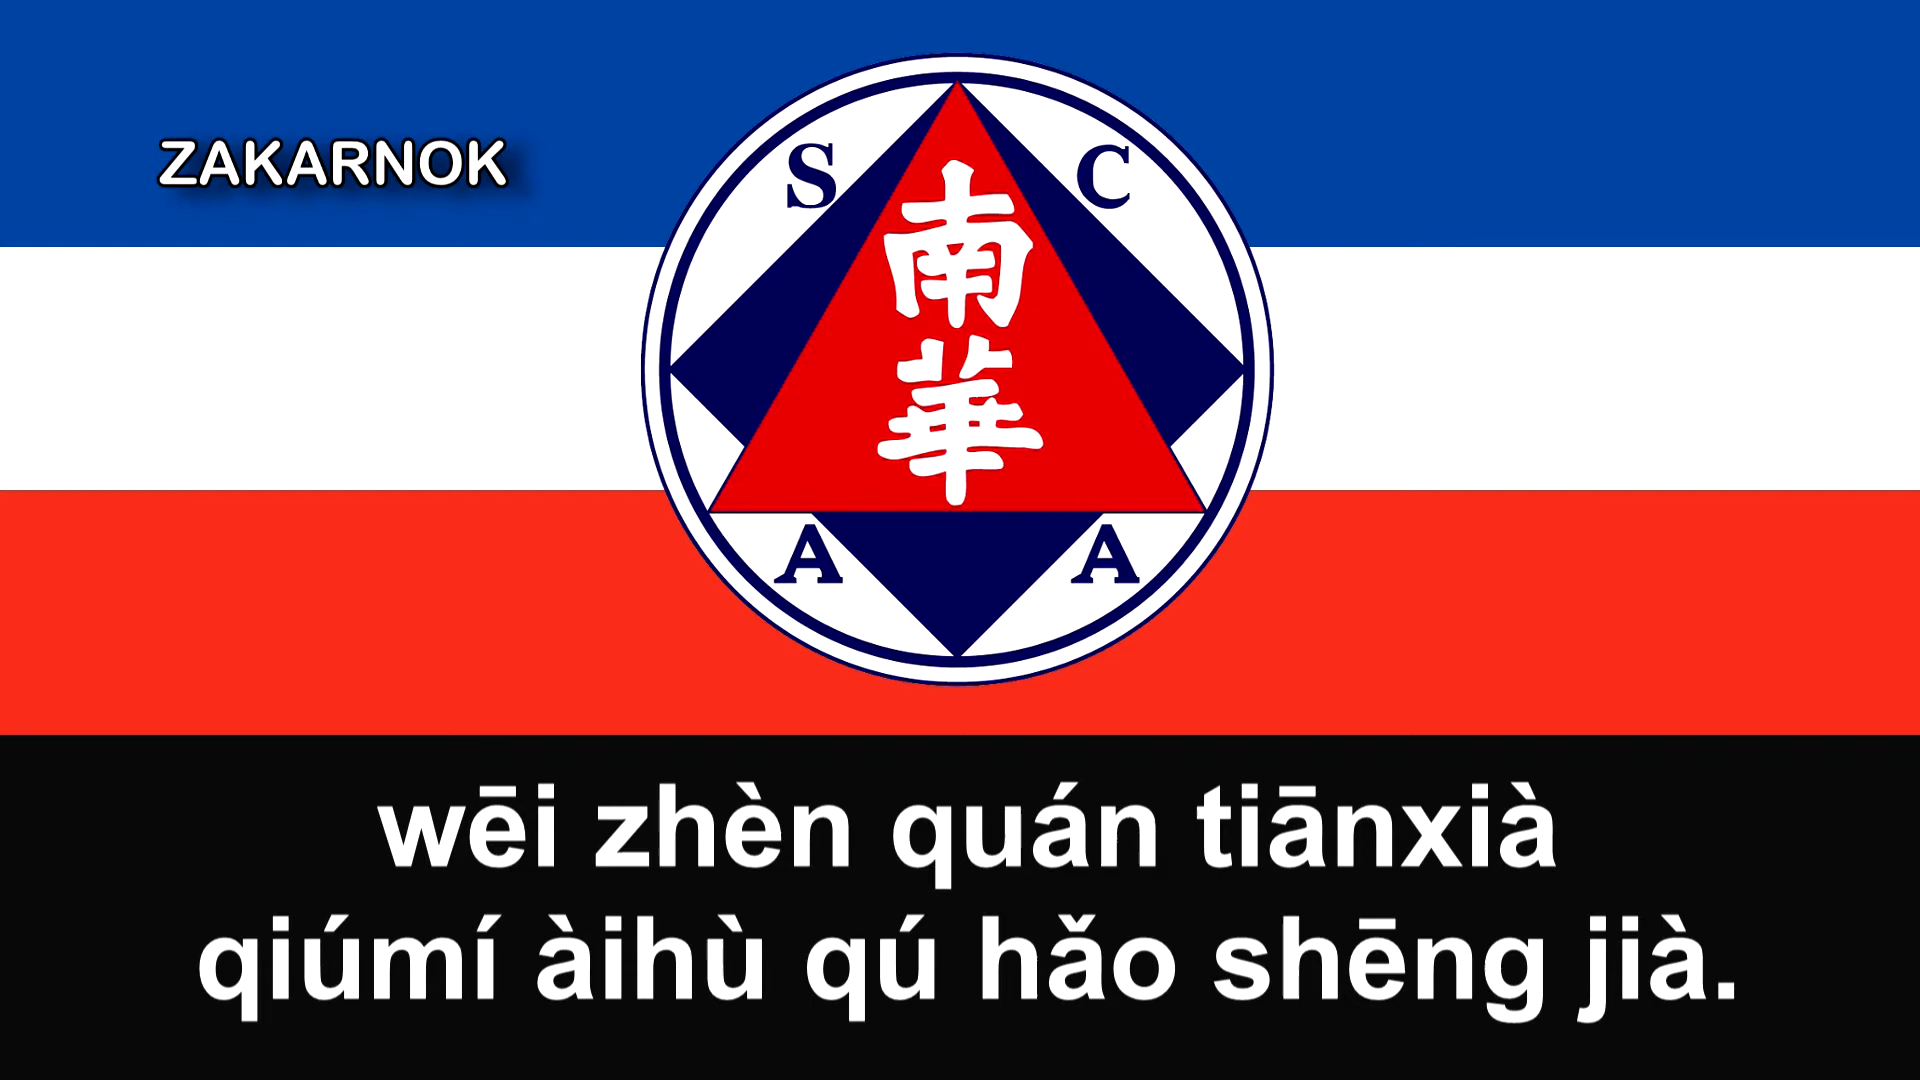 ZAKARNOK
S C
南
華
A A
wēi zhèn quán tiānxià
qiúmí àihù qú hǎo shēng jià.